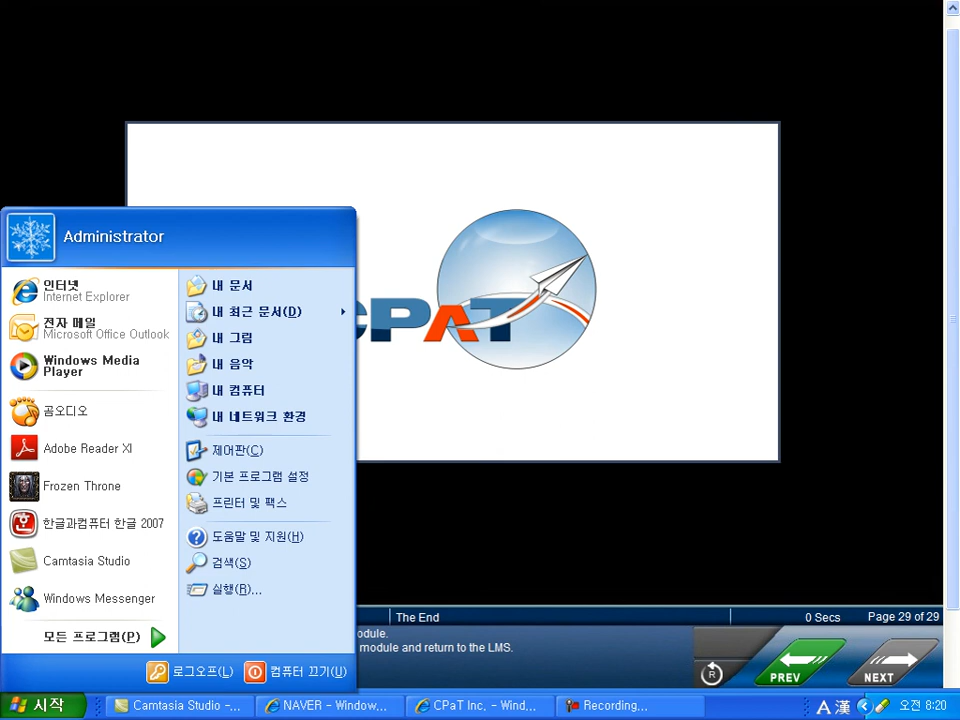 Administrator
인터넷
Internet Explorer
전자 메일
Microsoft Office Outlook
Windows Media
Player
곰오디오
Adobe Reader XI
Frozen Throne
한글과컴퓨터 한글 2007
Camtasia Studio
Windows Messenger
모든 프로그램(P)
내 문서
내 최근 문서(D)
내 그림
내 음악
내 컴퓨터
내 네트워크 환경
제어판(C)
기본 프로그램 설정
프린터 및 팩스
도움말 및 지원(H)
검색(S)
실행(R)...
로그오프(L)
컴퓨터 끄기(U)
CPAT
The End
0 Secs
Page 29 of 29
odule.
module and return to the LMS.
R
PREV
NEXT
시작
Camtasia Studio -...
NAVER - Window...
CPaT Inc. - Wind...
Recording...
A 漢
오전 8:20